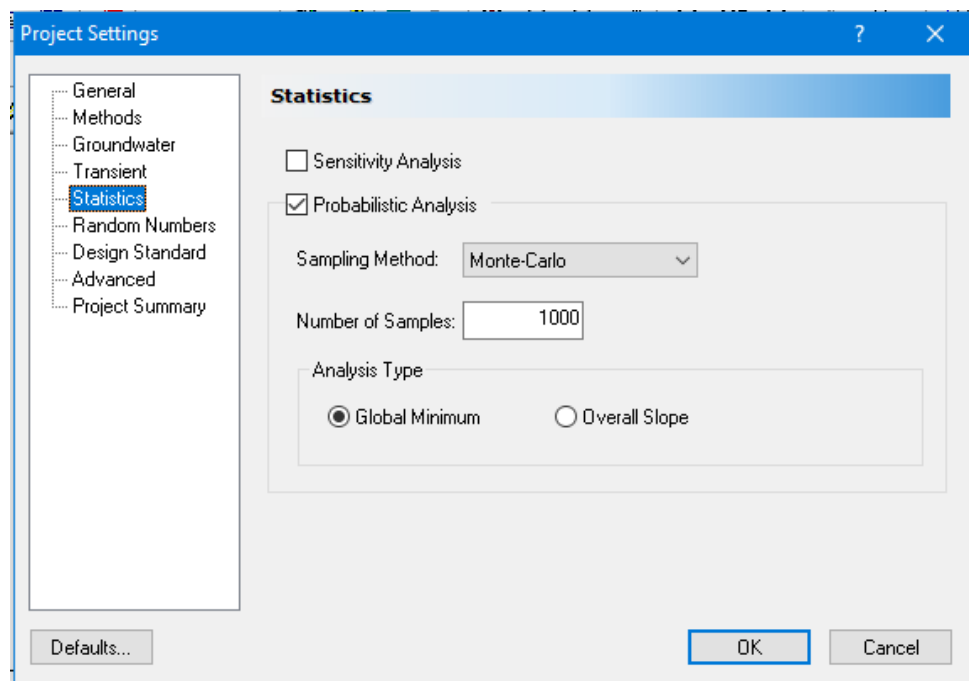 Project Settings
?
General
Methods
Groundwater
Transient
Statistics
Random Numbers
Design Standard
Advanced
Project Summary
Statistics
Sensitivity Analysis
Probabilistic Analysis
Sampling Method: Monte-Carlo
Number of Samples: 1000
Analysis Type
Global Minimum Overall Slope
Defaults... OK Cancel